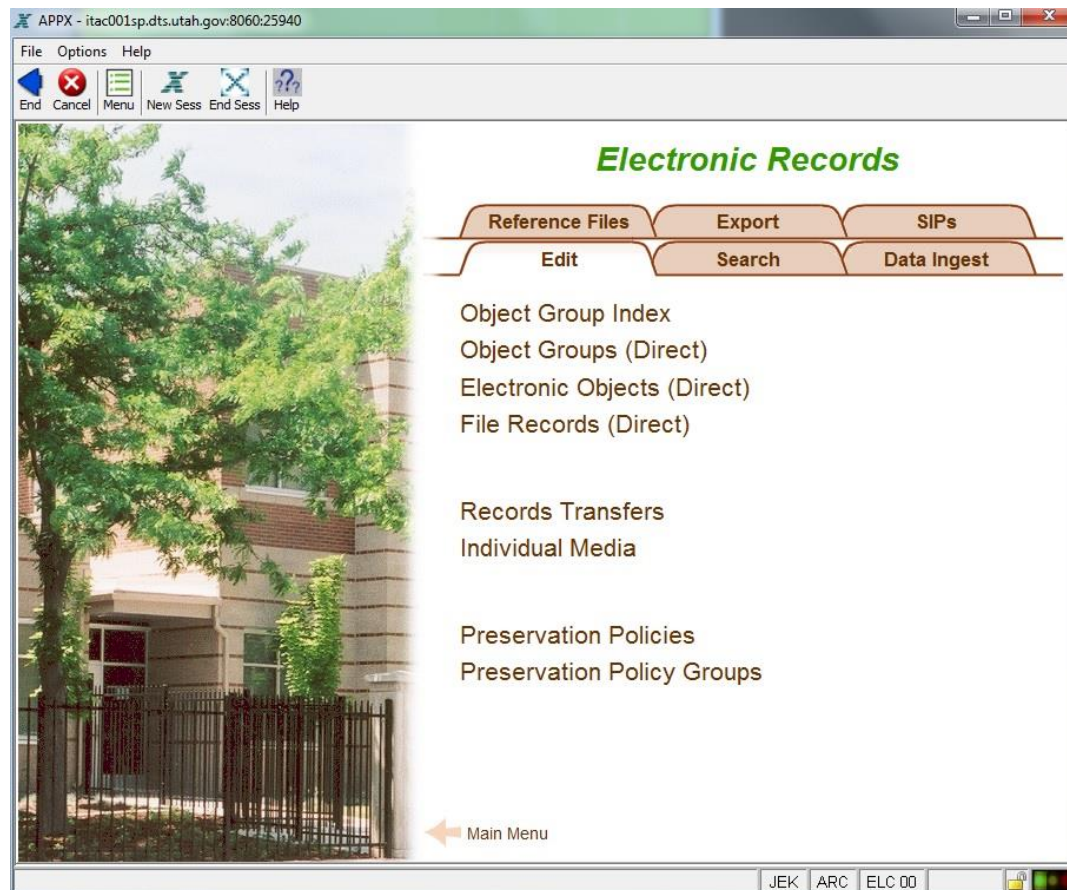 APPX - itac001sp.dts.utah.gov:8060:25940
File Options Help
End Cancel Menu New Sess End Sess Help
Electronic Records
Reference Files Export SIPs
Edit Search Data Ingest
Object Group Index
Object Groups (Direct)
Electronic Objects (Direct)
File Records (Direct)
Records Transfers
Individual Media
Preservation Policies
Preservation Policy Groups
Main Menu
JEK ARC ELC 00